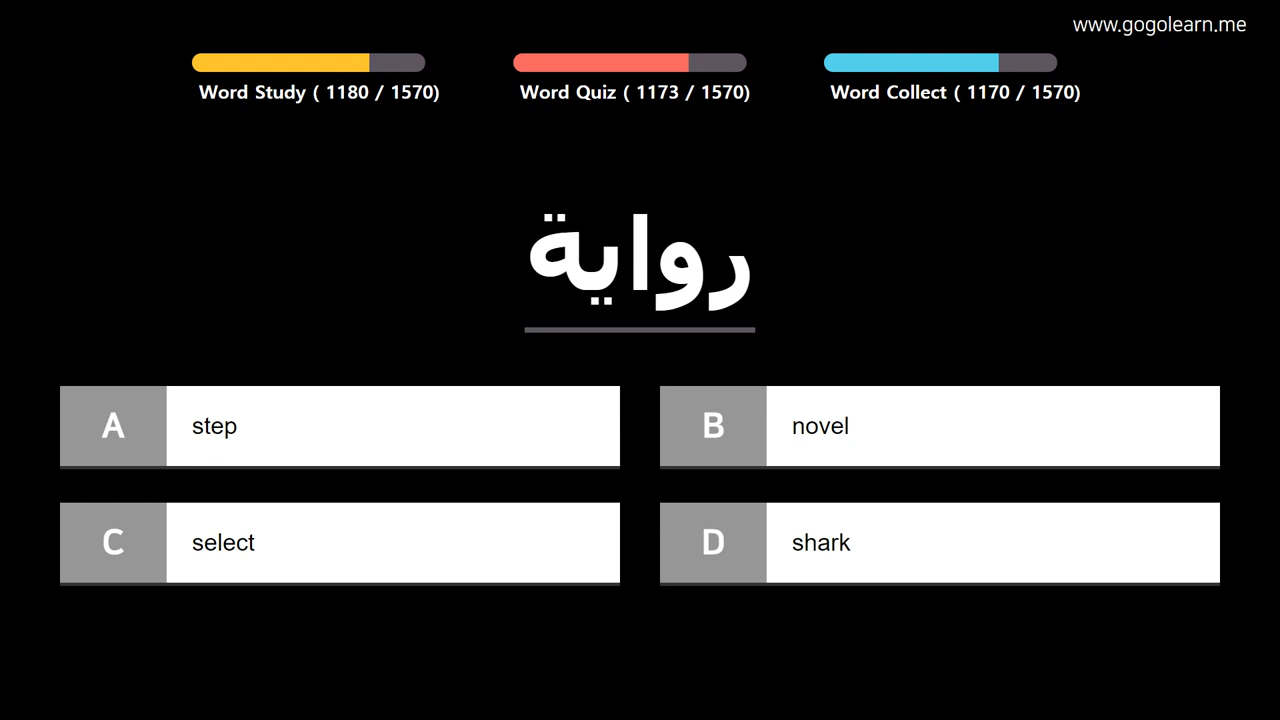 www.gogolearn.me
Word Study ( 1180 / 1570)
Word Quiz ( 1173 / 1570)
Word Collect ( 1170 / 1570)
رواية
A step
B novel
C select
D shark